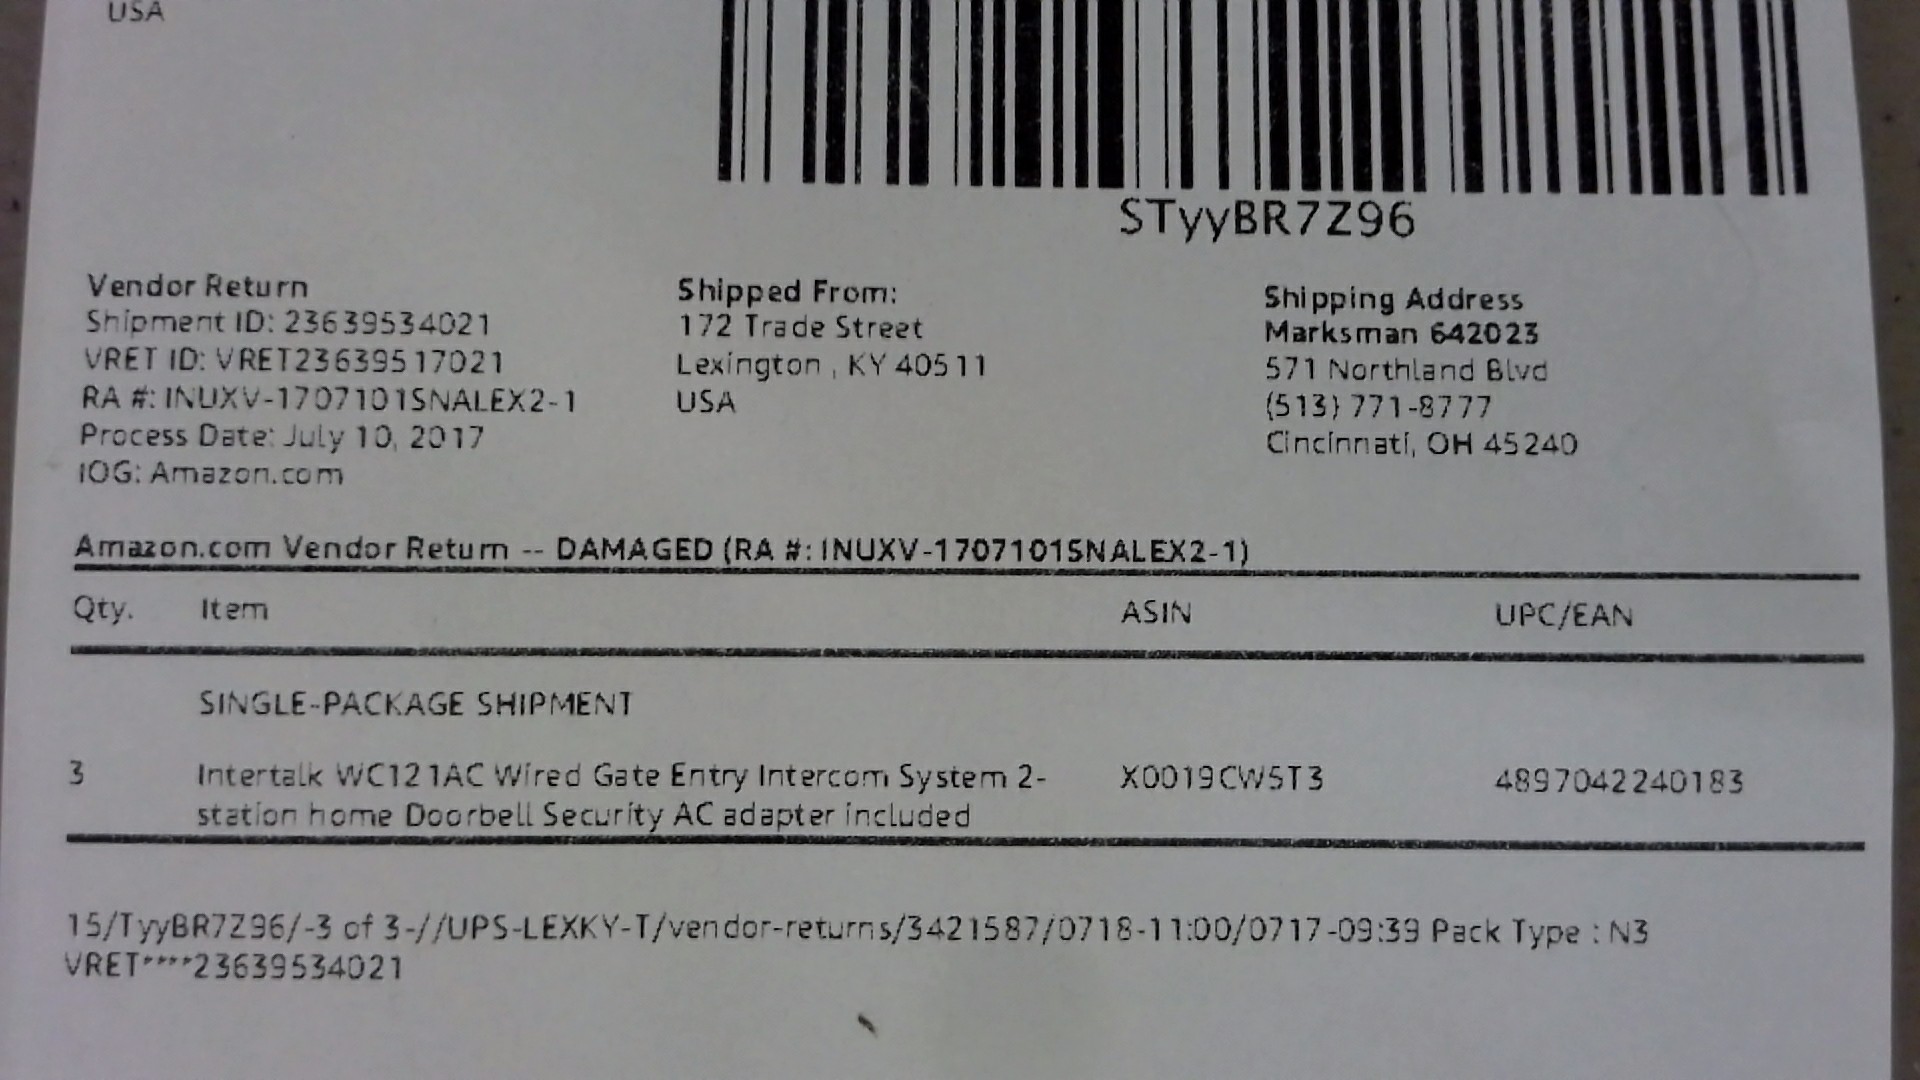 USA
STyyBR7Z96
Vendor Return
Shipment ID: 23639534021
VRET ID: VRET23639517021
RA #: INUXV-1707101SNALEX2-1
Process Date: July 10, 2017
IOG: Amazon.com
Shipped From:
172 Trade Street
Lexington , KY 40511
USA
Shipping Address
Marksman 642023
571 Northland Blvd
(513) 771-8777
Cincinnati, OH 45240
Amazon.com Vendor Return -- DAMAGED (RA #: INUXV-1707101SNALEX2-1)
Qty. Item ASIN UPC/EAN
SINGLE-PACKAGE SHIPMENT
3 Intertalk WC121AC Wired Gate Entry Intercom System 2- X0019CW5T3 4897042240183
station home Doorbell Security AC adapter included
15/TyyBR7Z96/-3 of 3-//UPS-LEXKY-T/vendor-returns/3421587/0718-11:00/0717-09:39 Pack Type : N3
VRET****23639534021